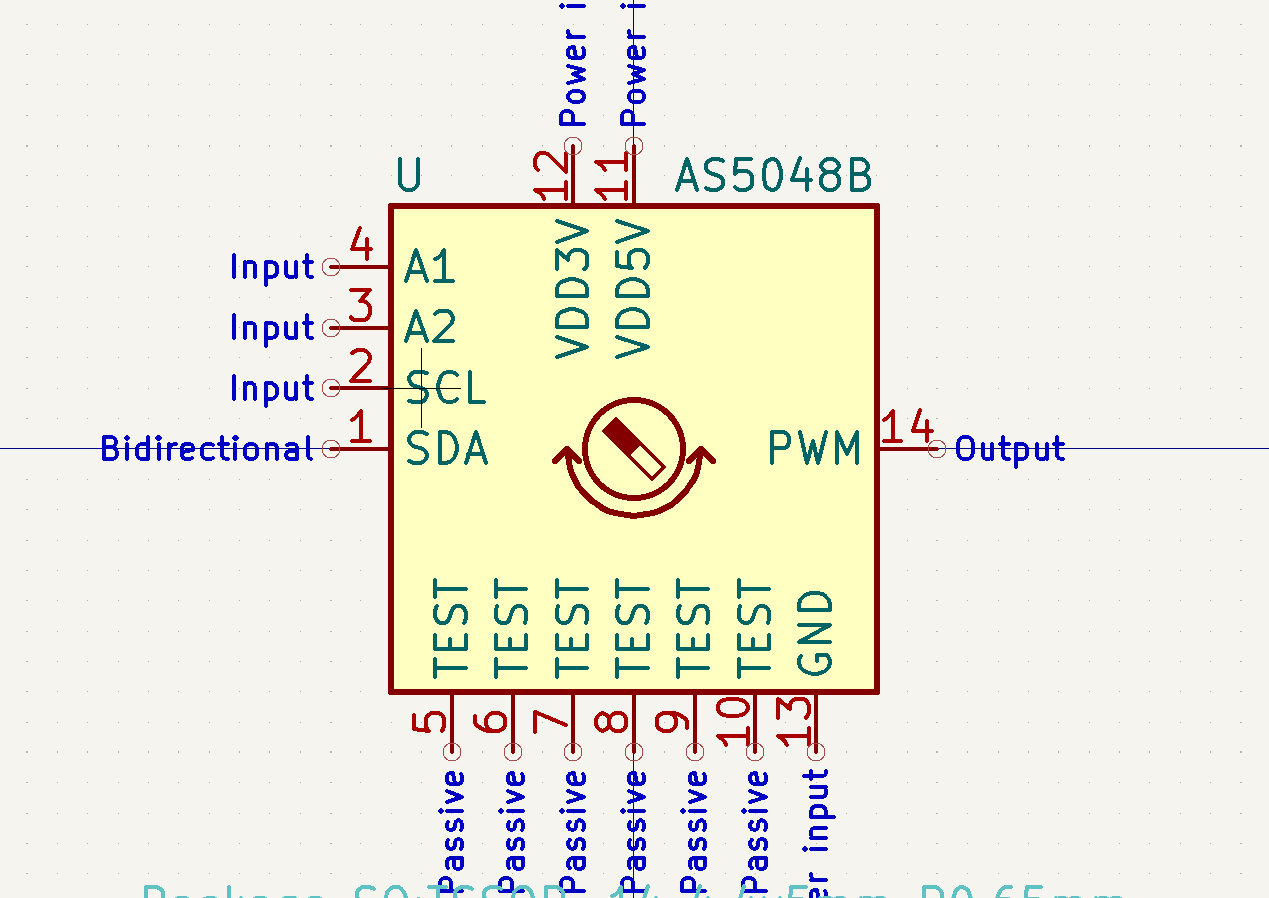 Power i
Power i
12
11
U
AS5048B
VDD3V
VDD5V
Input
4
A1
Input
3
A2
Input
2
SCL
Bidirectional
1
SDA
PWM
14
Output
TEST
TEST
TEST
TEST
TEST
TEST
GND
5
6
7
8
9
10
13
Passive
Passive
Passive
Passive
Passive
Passive
er input